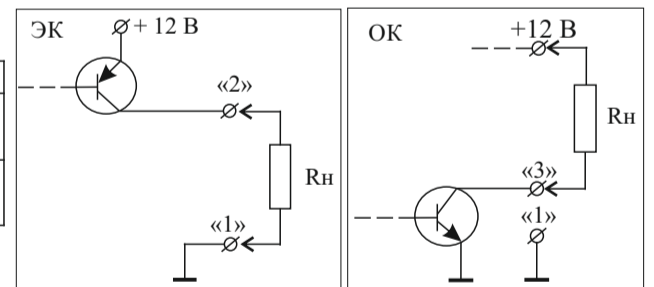 ЭК
+ 12 В
«2»
Rн
«1»
ОК
+12 В
Rн
«3»
«1»